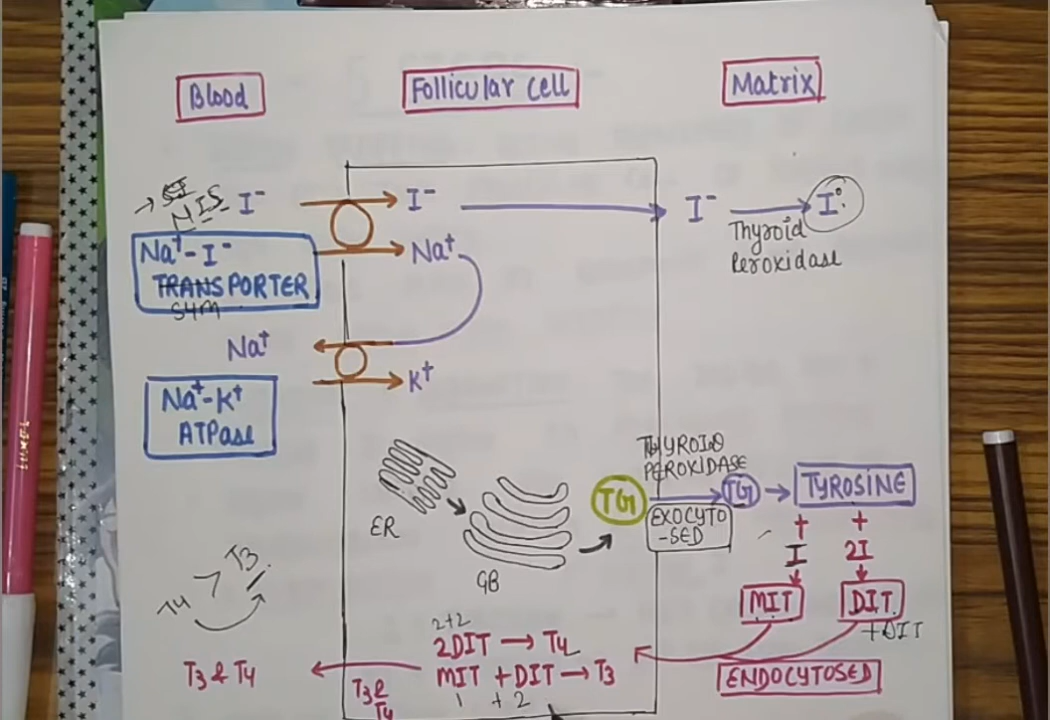 Blood
Follicular cell
Matrix
→ SI
NIS
I⁻
I⁻
I⁻
I°
Thyroid
Peroxidase
Na⁺-I⁻
TRANSPORTER
SYM
Na⁺
Na⁺
K⁺
Na⁺-K⁺
ATPase
ER
GB
TG
THYROID
PEROXIDASE
EXOCYTO
-SED
TG → TYROSINE
+ +
I 2I
MIT DIT
+DIT
ENDOCYTOSED
T4 > T3
2+2
2DIT → T4
MIT + DIT → T3
1 + 2
T3 &
T4
T3 & T4